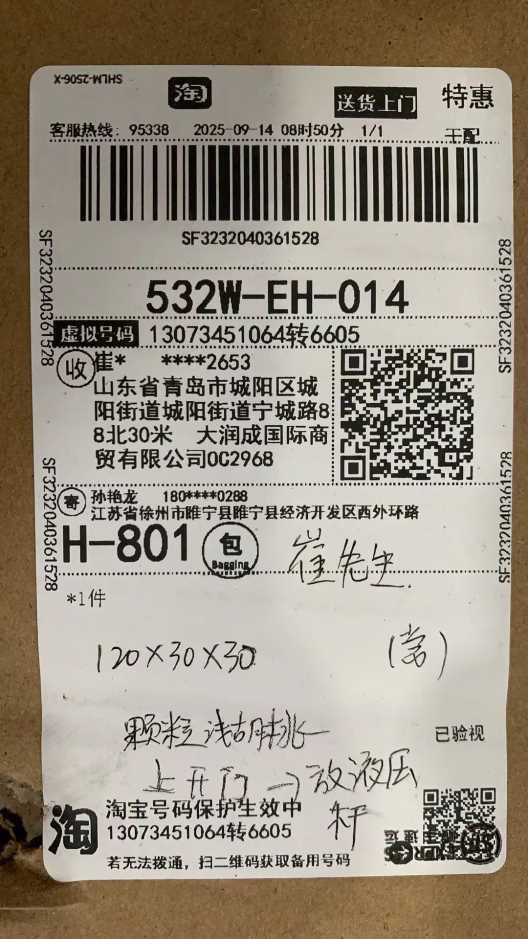 SHLM-2506-X
淘
送货上门 特惠
客服热线: 95338 2025-09-14 08时50分 1/1
干配
SF3232040361528
SF3232040361528
SF3232040361528
532W-EH-014
虚拟号码 13073451064转6605
收 崔* ****2653
山东省青岛市城阳区城
阳街道城阳街道宁城路8
8北30米 大润成国际商
贸有限公司0C2968
SF3232040361528
SF3232040361528
寄 孙艳龙 180****0288
江苏省徐州市睢宁县睢宁县经济开发区西外环路
H-801 包 Bagging
崔先生
*1件
120×30×30 (常)
颗粒浅胡桃
已验视
上开门→放液压
杆
淘 淘宝号码保护生效中
13073451064转6605
若无法拨通，扫二维码获取备用号码